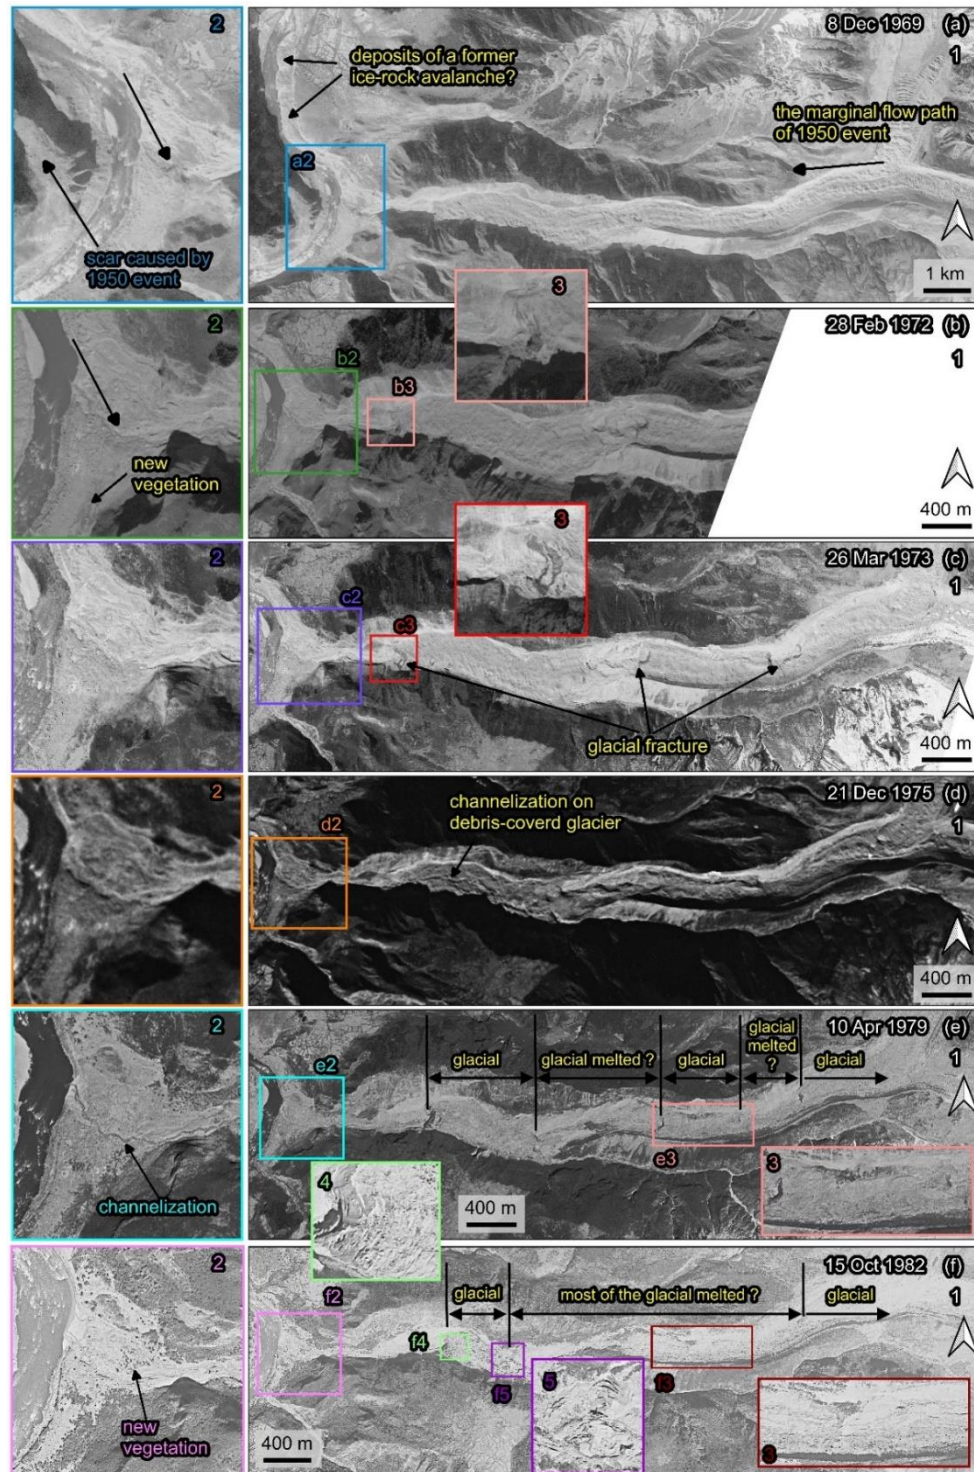 2
8 Dec 1969 (a)
1
deposits of a former
ice-rock avalanche?
the marginal flow path
of 1950 event
a2
scar caused by
1950 event
1 km
2
3
28 Feb 1972 (b)
1
b2
b3
new
vegetation
400 m
2
3
26 Mar 1973 (c)
1
c2
c3
glacial fracture
400 m
2
21 Dec 1975 (d)
1
channelization on
debris-coverd glacier
d2
400 m
2
10 Apr 1979 (e)
1
glacial
glacial melted ?
glacial
glacial
melted
?
glacial
e2
e3
3
channelization
4
400 m
2
15 Oct 1982 (f)
1
glacial
most of the glacial melted ?
glacial
f2
f4
f5
f3
5
3
new
vegetation
400 m